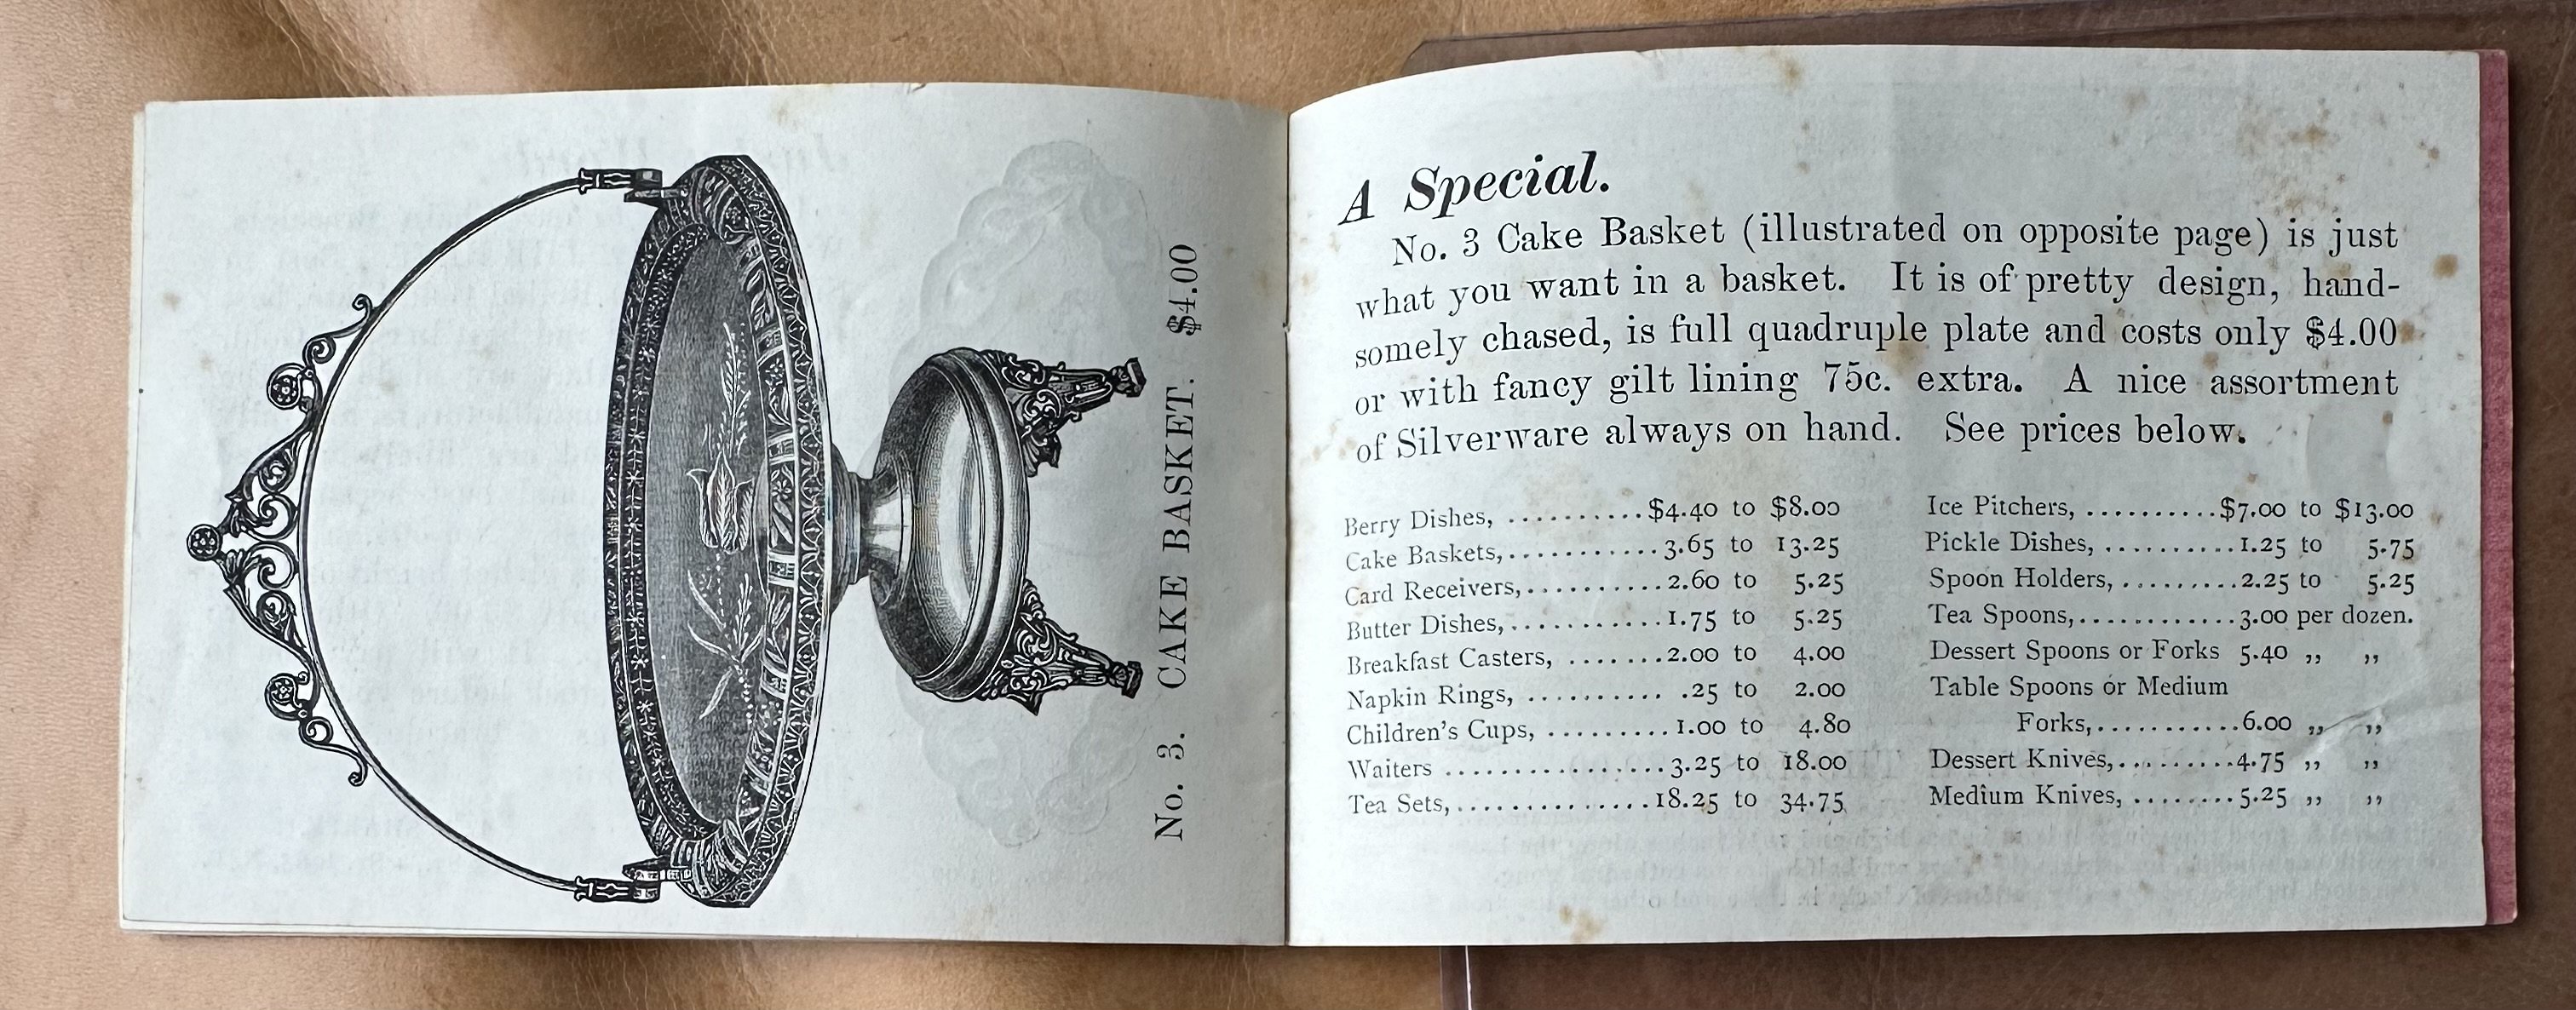 No. 3. CAKE BASKET. $4.00
A Special.
No. 3 Cake Basket (illustrated on opposite page) is just
what you want in a basket. It is of pretty design, hand-
somely chased, is full quadruple plate and costs only $4.00
or with fancy gilt lining 75c. extra. A nice assortment
of Silverware always on hand. See prices below.
Berry Dishes, ..........$4.40 to $8.00
Cake Baskets,...........3.65 to 13.25
Card Receivers,..........2.60 to 5.25
Butter Dishes,...........1.75 to 5.25
Breakfast Casters, .......2.00 to 4.00
Napkin Rings, .......... .25 to 2.00
Children's Cups, .........1.00 to 4.80
Waiters ................3.25 to 18.00
Tea Sets,..............18.25 to 34.75
Ice Pitchers, ..........$7.00 to $13.00
Pickle Dishes, ..........1.25 to 5.75
Spoon Holders, .........2.25 to 5.25
Tea Spoons,............3.00 per dozen.
Dessert Spoons or Forks 5.40 ,, ,,
Table Spoons or Medium
Forks,...........6.00 ,, ,,
Dessert Knives,.........4.75 ,, ,,
Medium Knives, ........5.25 ,, ,,